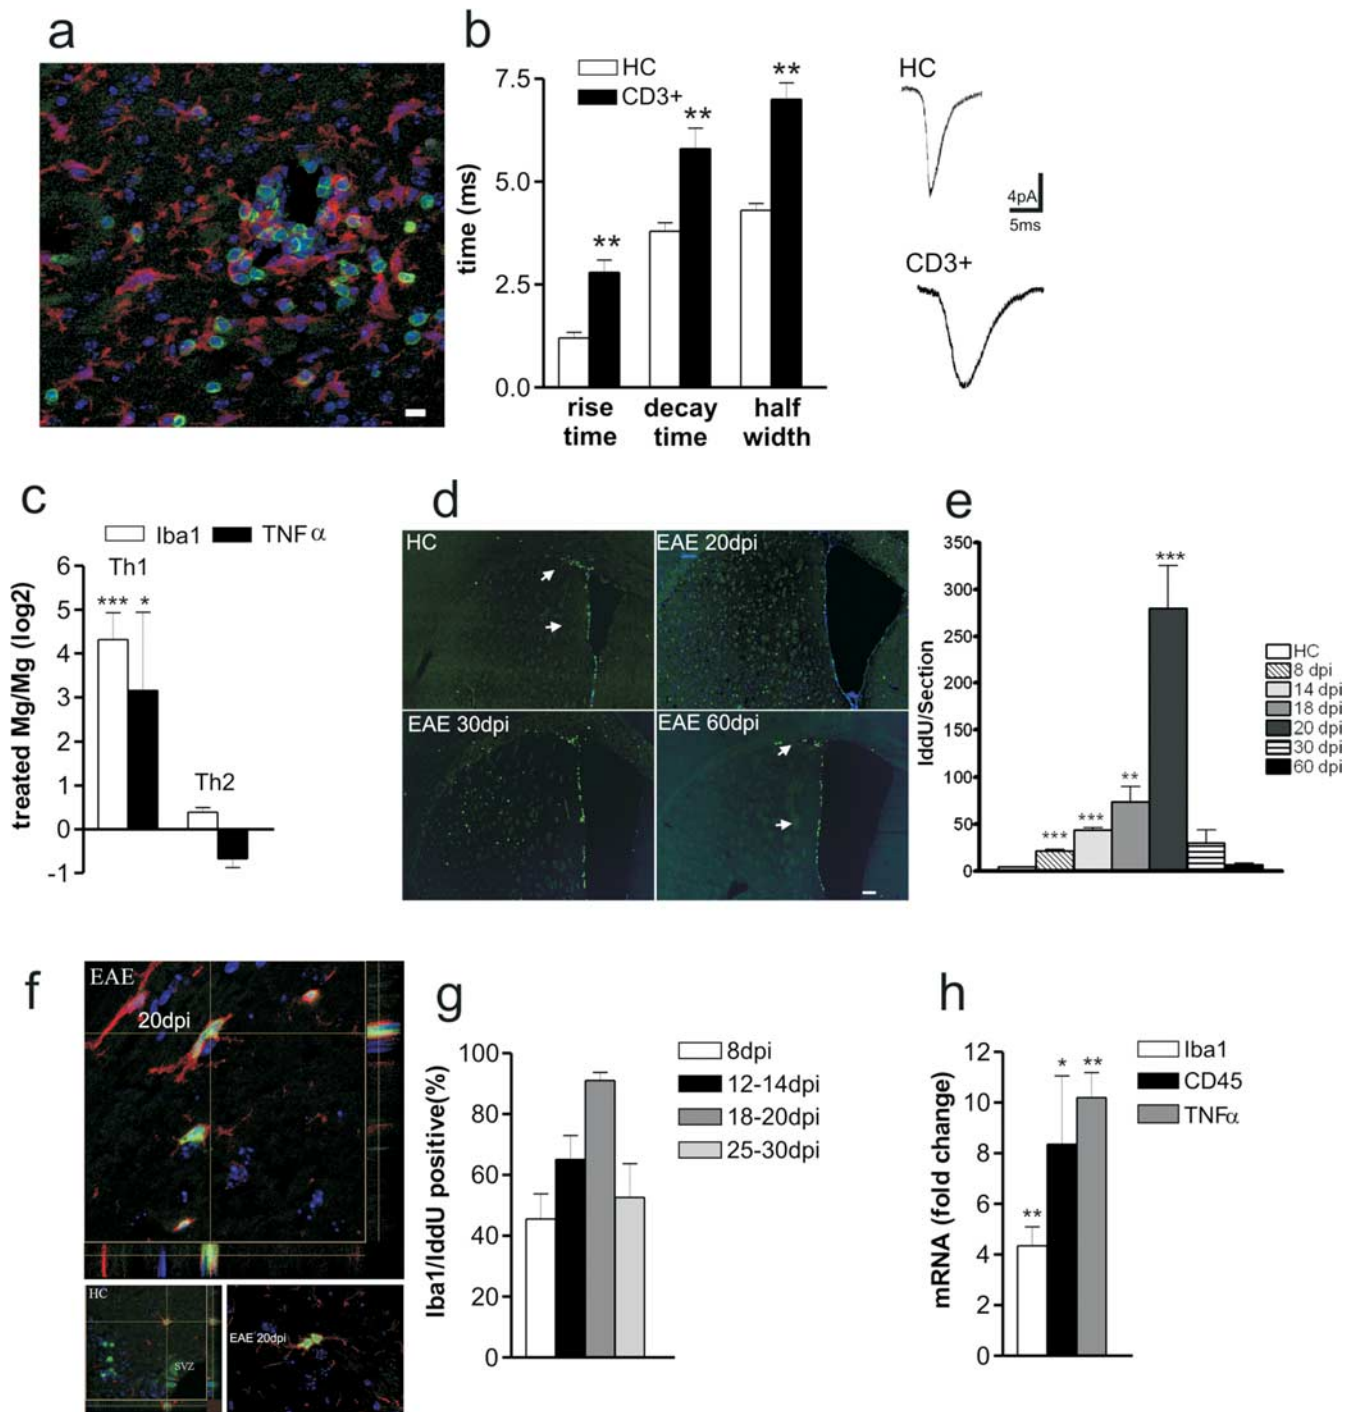 a
b
HC
CD3+
7.5
5.0
2.5
0.0
time (ms)
**
**
**
rise time
decay time
half width
HC
4pA
5ms
CD3+
c
Iba1
TNF α
Th1
Th2
***
*
6
5
4
3
2
1
0
-1
treated Mg/Mg (log2)
d
HC
EAE 20dpi
EAE 30dpi
EAE 60dpi
e
350
300
250
200
150
100
50
0
IddU/Section
***
***
**
***
HC
8 dpi
14 dpi
18 dpi
20 dpi
30 dpi
60 dpi
f
EAE
20dpi
HC
SVZ
EAE 20dpi
g
100
80
60
40
20
0
Iba1/IddU positive(%)
8dpi
12-14dpi
18-20dpi
25-30dpi
h
12
10
8
6
4
2
0
mRNA (fold change)
**
*
**
Iba1
CD45
TNFα